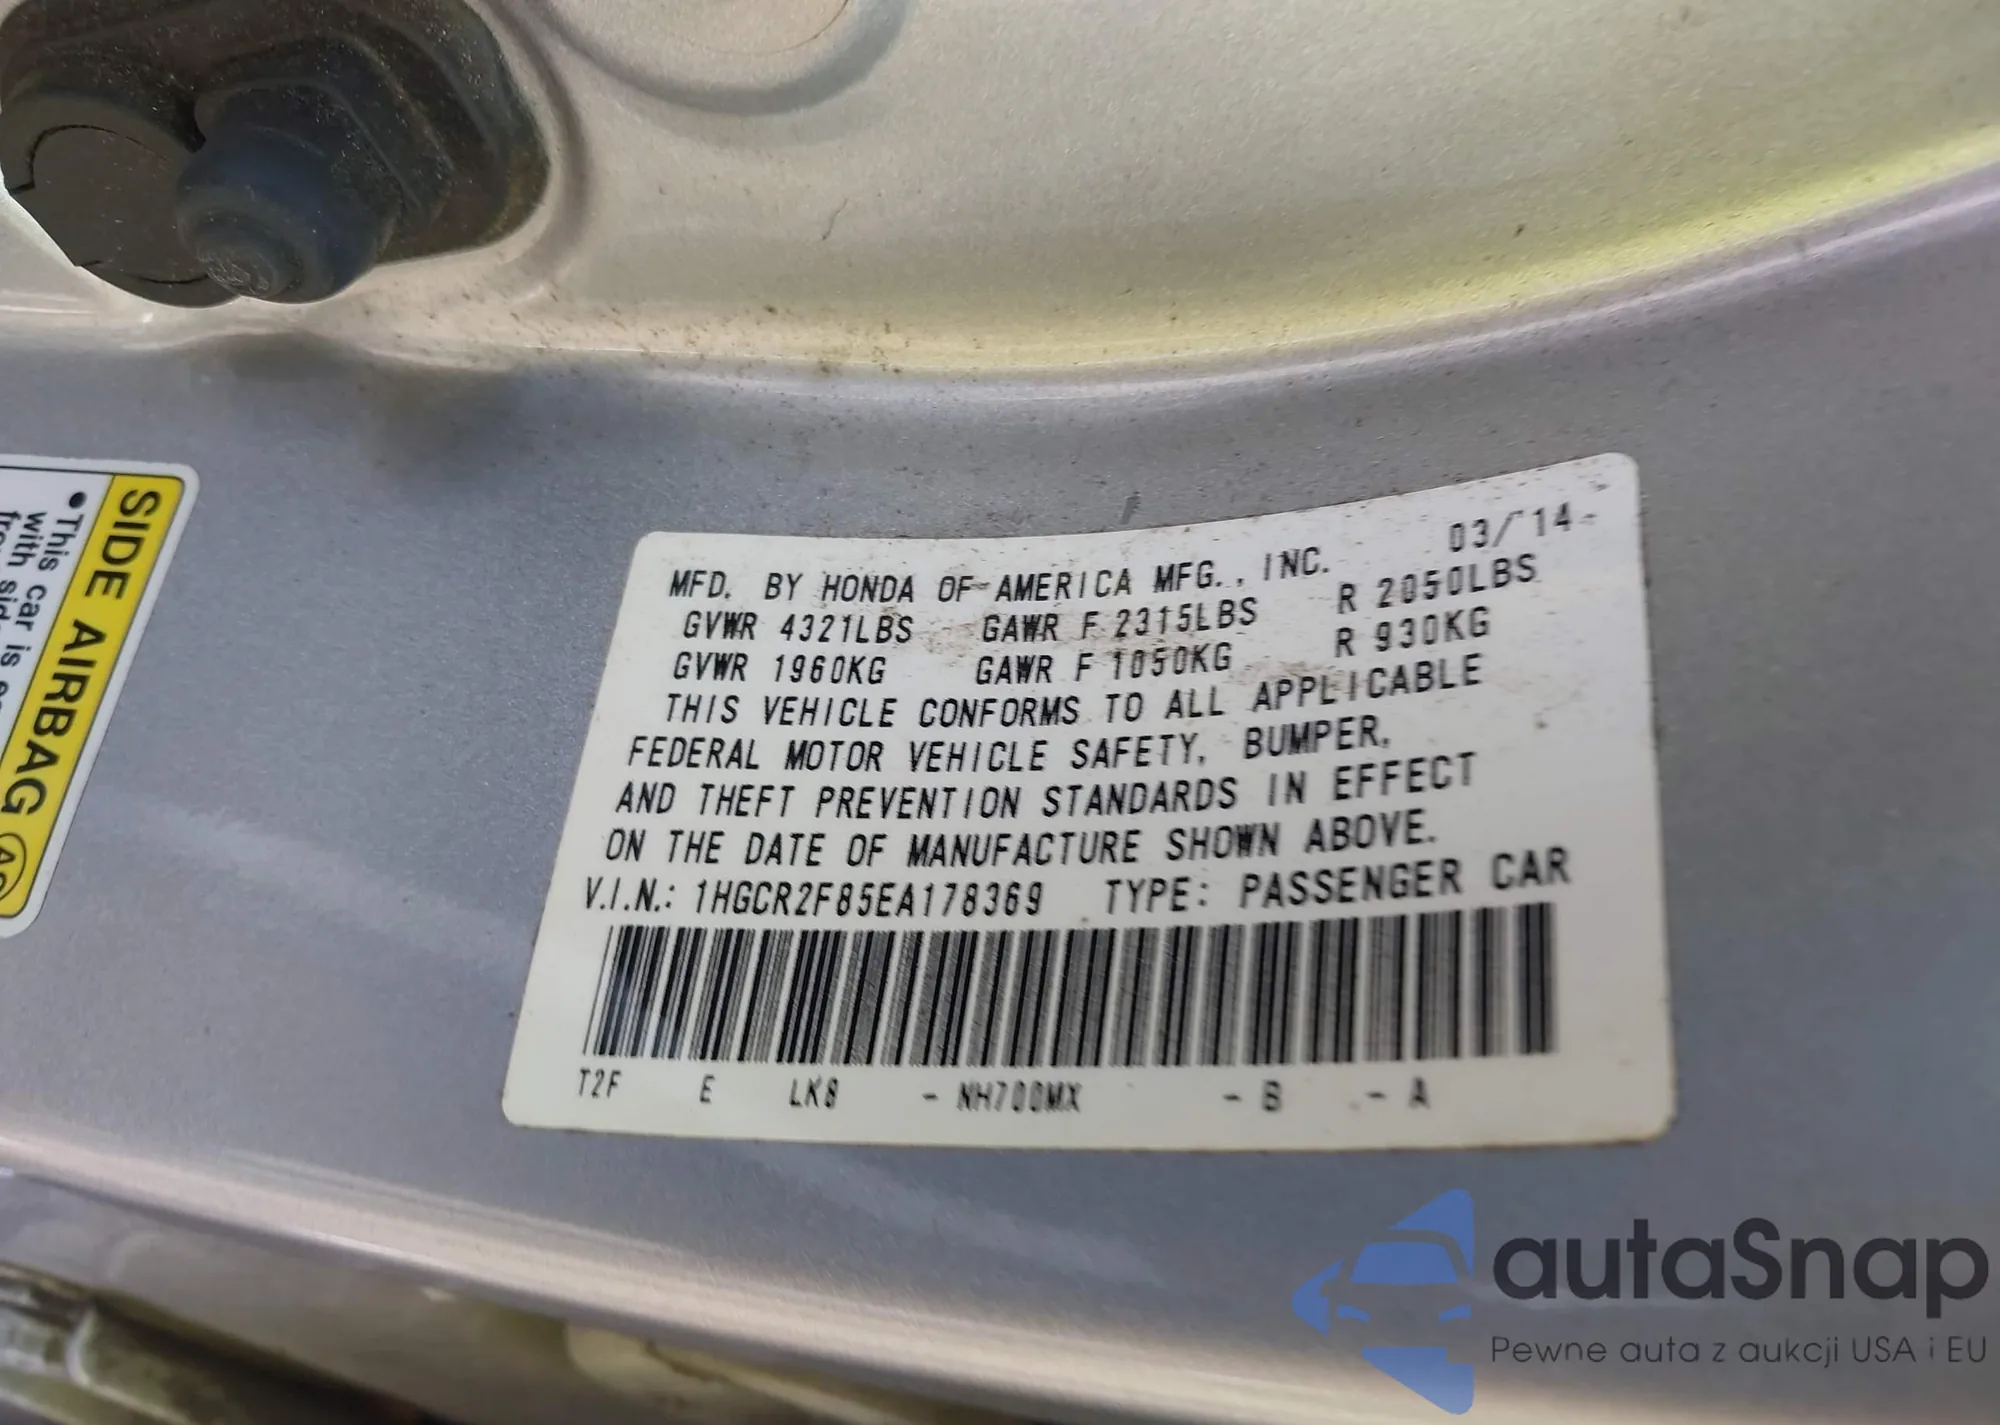 SIDE AIRBAG
• This car is
with side
MFD. BY HONDA OF AMERICA MFG., INC. 03/'14
GVWR 4321LBS GAWR F 2315LBS R 2050LBS
GVWR 1960KG GAWR F 1050KG R 930KG
THIS VEHICLE CONFORMS TO ALL APPLICABLE
FEDERAL MOTOR VEHICLE SAFETY, BUMPER,
AND THEFT PREVENTION STANDARDS IN EFFECT
ON THE DATE OF MANUFACTURE SHOWN ABOVE.
V.I.N.: 1HGCR2F85EA178369 TYPE: PASSENGER CAR
T2F E LK8 - NH700MX - B - A
autaSnap
Pewne auta z aukcji USA i EU